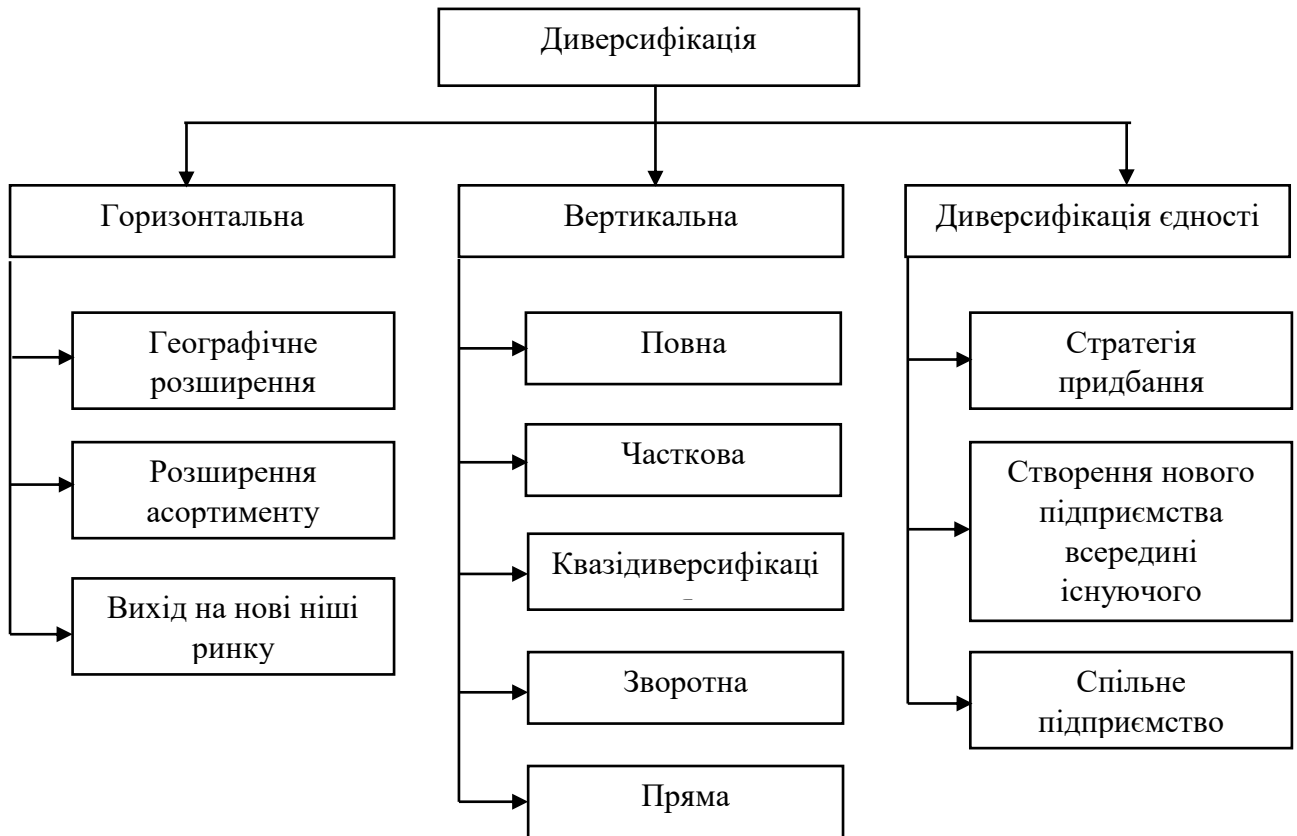 Диверсифікація
Горизонтальна
Вертикальна
Диверсифікація єдності
Географічне
розширення
Розширення
асортименту
Вихід на нові ніші
ринку
Повна
Часткова
Квазідиверсифікаці
Зворотна
Пряма
Стратегія
придбання
Створення нового
підприємства
всередині
існуючого
Спільне
підприємство